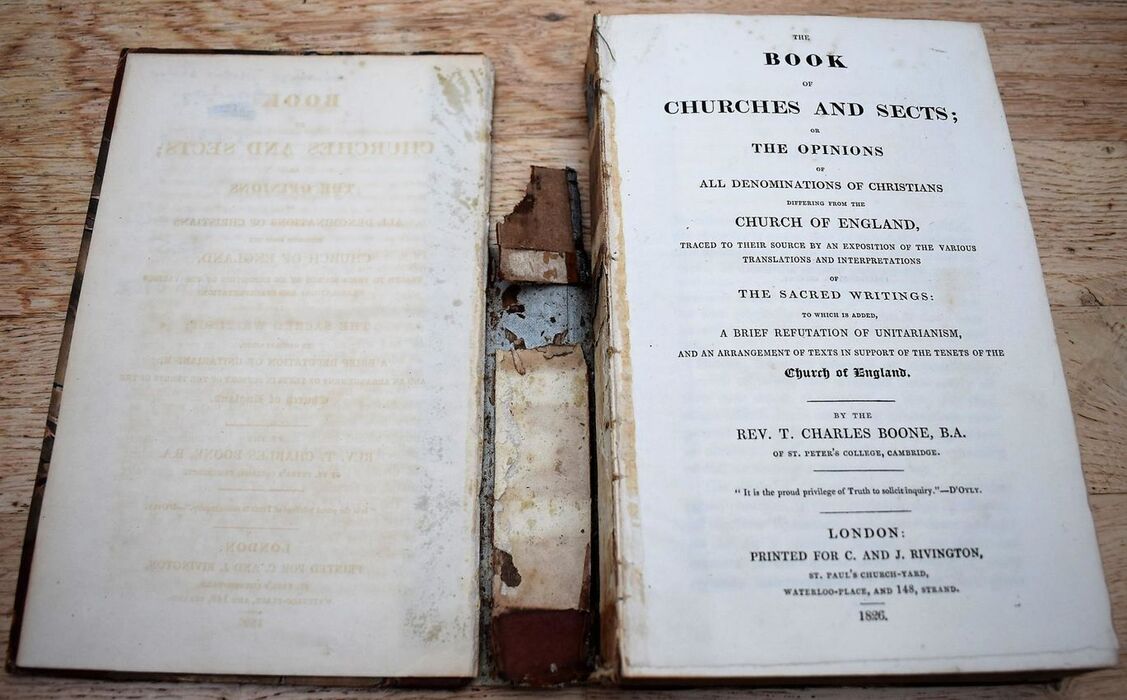 THE
BOOK
OF
CHURCHES AND SECTS;
OR
THE OPINIONS
OF
ALL DENOMINATIONS OF CHRISTIANS
DIFFERING FROM THE
CHURCH OF ENGLAND,
TRACED TO THEIR SOURCE BY AN EXPOSITION OF THE VARIOUS
TRANSLATIONS AND INTERPRETATIONS
OF
THE SACRED WRITINGS:
TO WHICH IS ADDED,
A BRIEF REFUTATION OF UNITARIANISM,
AND AN ARRANGEMENT OF TEXTS IN SUPPORT OF THE TENETS OF THE
Church of England.
BY THE
REV. T. CHARLES BOONE, B.A.
OF ST. PETER'S COLLEGE, CAMBRIDGE.
"It is the proud privilege of Truth to solicit inquiry."—D'OYLY.
LONDON:
PRINTED FOR C. AND J. RIVINGTON,
ST. PAUL'S CHURCH-YARD,
WATERLOO-PLACE, AND 148, STRAND.
1826.